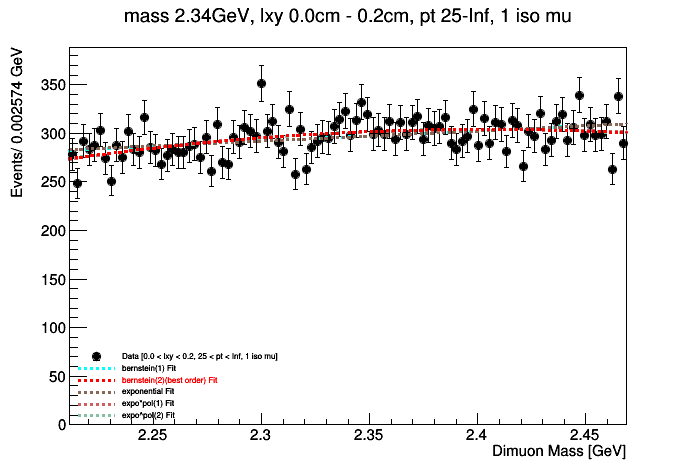 mass 2.34GeV, lxy 0.0cm - 0.2cm, pt 25-Inf, 1 iso mu
Events/ 0.002574 GeV
350
300
250
200
150
100
50
0
Data [0.0 < lxy < 0.2, 25 < pt < Inf, 1 iso mu]
bernstein(1) Fit
bernstein(2)(best order) Fit
exponential Fit
expo*pol(1) Fit
expo*pol(2) Fit
2.25 2.3 2.35 2.4 2.45
Dimuon Mass [GeV]